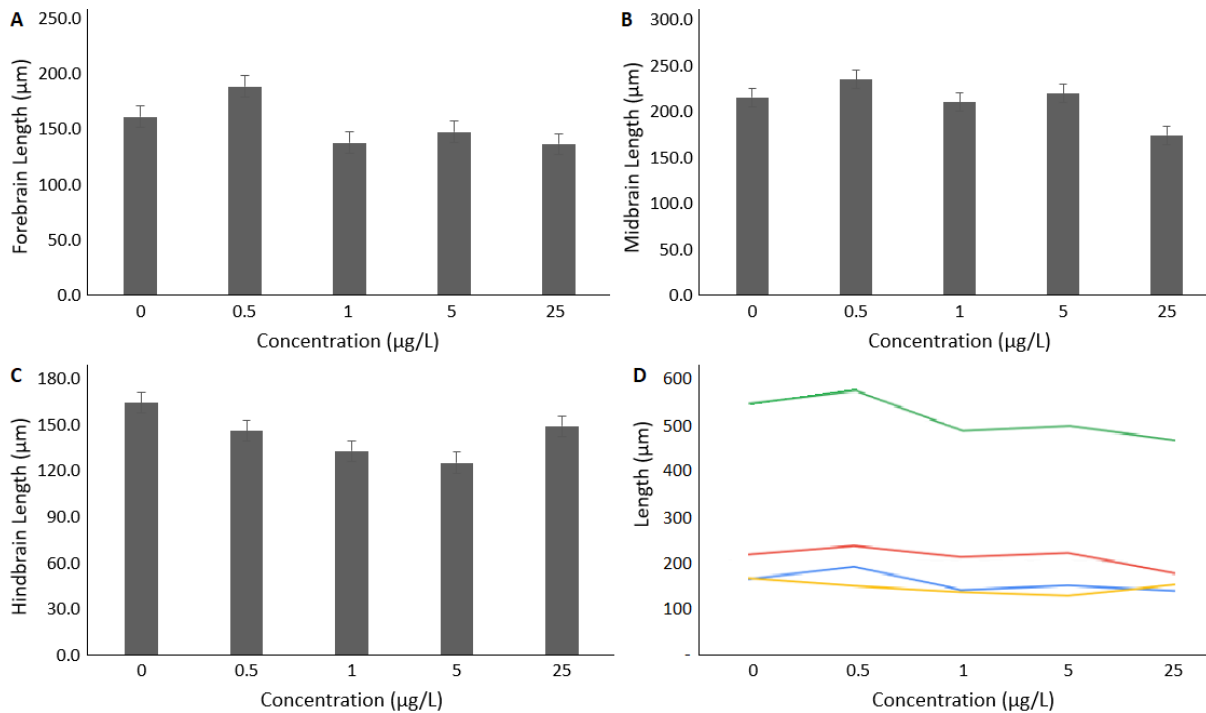 A
250.0
200.0
150.0
100.0
50.0
0.0
Forebrain Length (µm)
0 0.5 1 5 25
Concentration (µg/L)
B
300.0
250.0
200.0
150.0
100.0
50.0
0.0
Midbrain Length (µm)
0 0.5 1 5 25
Concentration (µg/L)
C
180.0
150.0
120.0
90.0
60.0
30.0
0.0
Hindbrain Length (µm)
0 0.5 1 5 25
Concentration (µg/L)
D
600
500
400
300
200
100
-
Length (µm)
0 0.5 1 5 25
Concentration (µg/L)